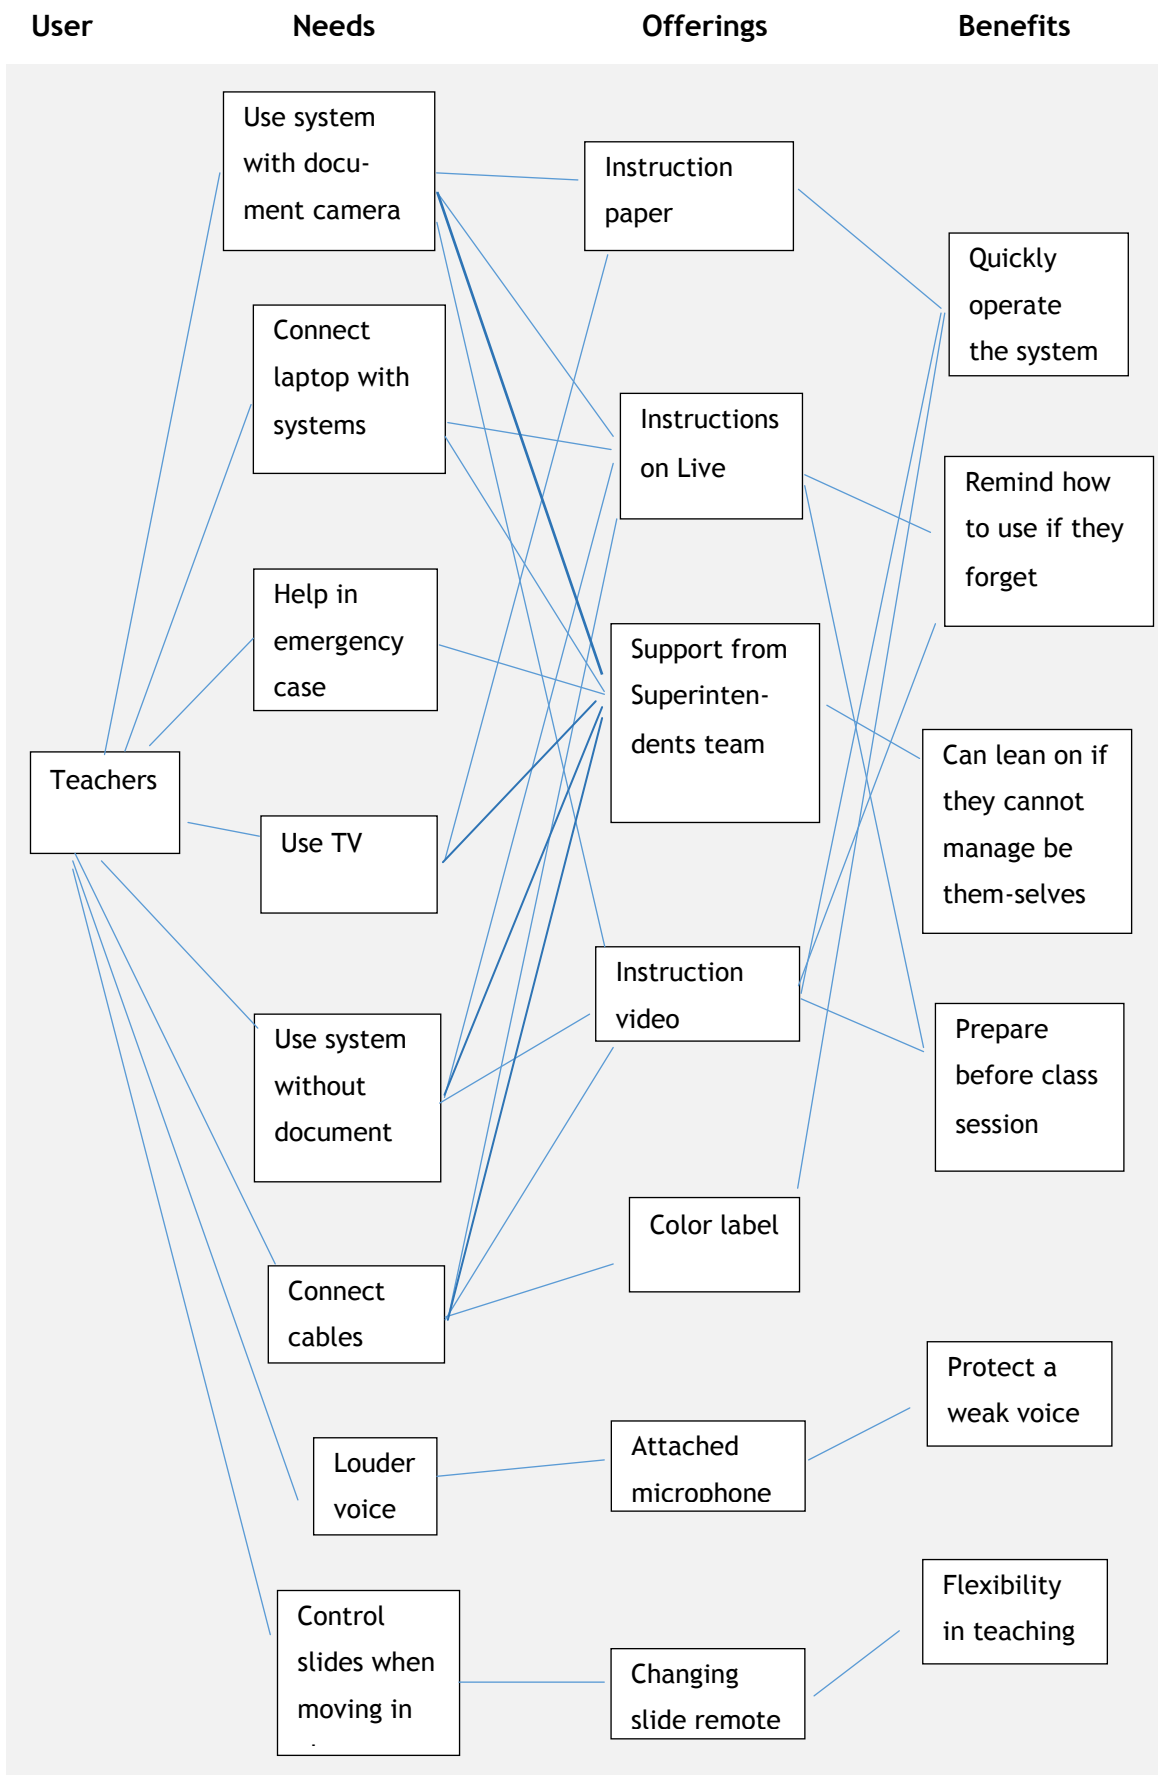 User
Needs
Offerings
Benefits
Teachers
Use system
with docu-
ment camera
Connect
laptop with
systems
Help in
emergency
case
Use TV
Use system
without
document
Connect
cables
Louder
voice
Control
slides when
moving in
Instruction
paper
Instructions
on Live
Support from
Superinten-
dents team
Instruction
video
Color label
Attached
microphone
Changing
slide remote
Quickly
operate
the system
Remind how
to use if they
forget
Can lean on if
they cannot
manage be
them-selves
Prepare
before class
session
Protect a
weak voice
Flexibility
in teaching